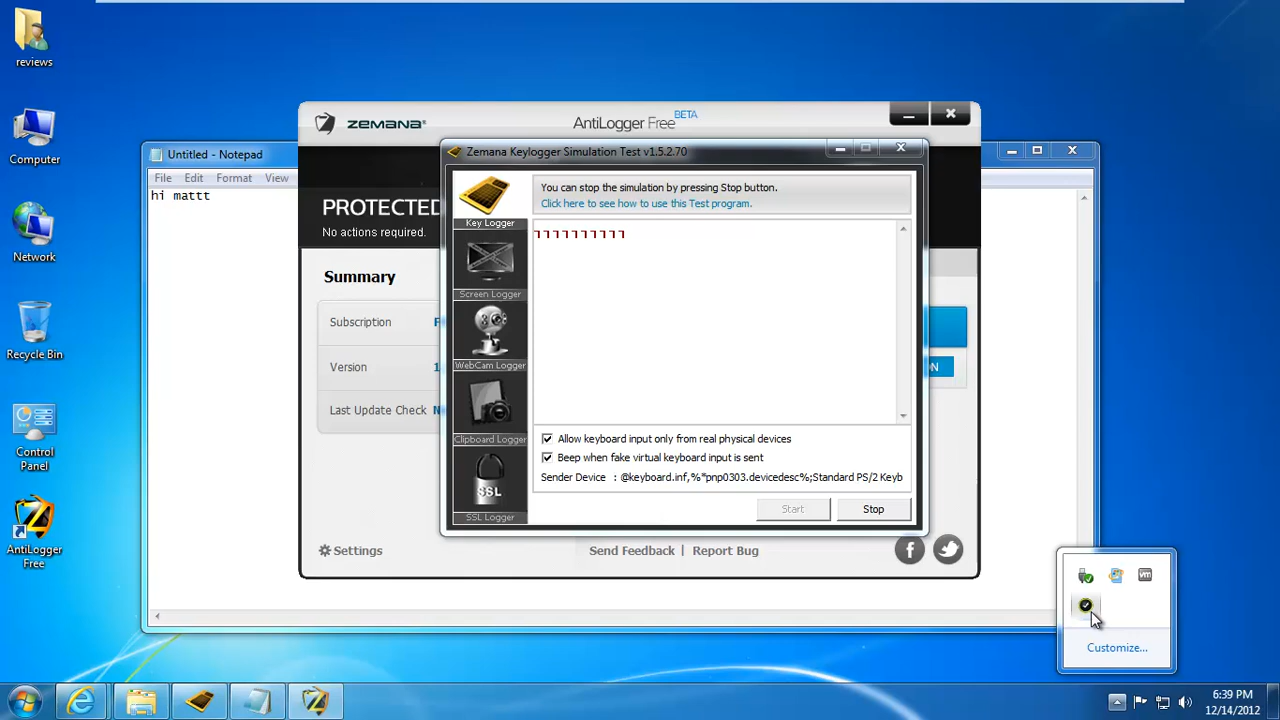 reviews
Computer
Network
Recycle Bin
Control
Panel
AntiLogger
Free
Untitled - Notepad
File Edit Format View
hi mattt
ZEMANA®
AntiLogger Free BETA
PROTECTED
No actions required.
Summary
Subscription
Version
Last Update Check
Settings
Send Feedback | Report Bug
Zemana Keylogger Simulation Test v1.5.2.70
You can stop the simulation by pressing Stop button.
Click here to see how to use this Test program.
Key Logger
Screen Logger
WebCam Logger
Clipboard Logger
SSL
SSL Logger
Allow keyboard input only from real physical devices
Beep when fake virtual keyboard input is sent
Sender Device : @keyboard.inf,%*pnp0303.devicedesc%;Standard PS/2 Keyb
Start
Stop
Customize...
6:39 PM
12/14/2012